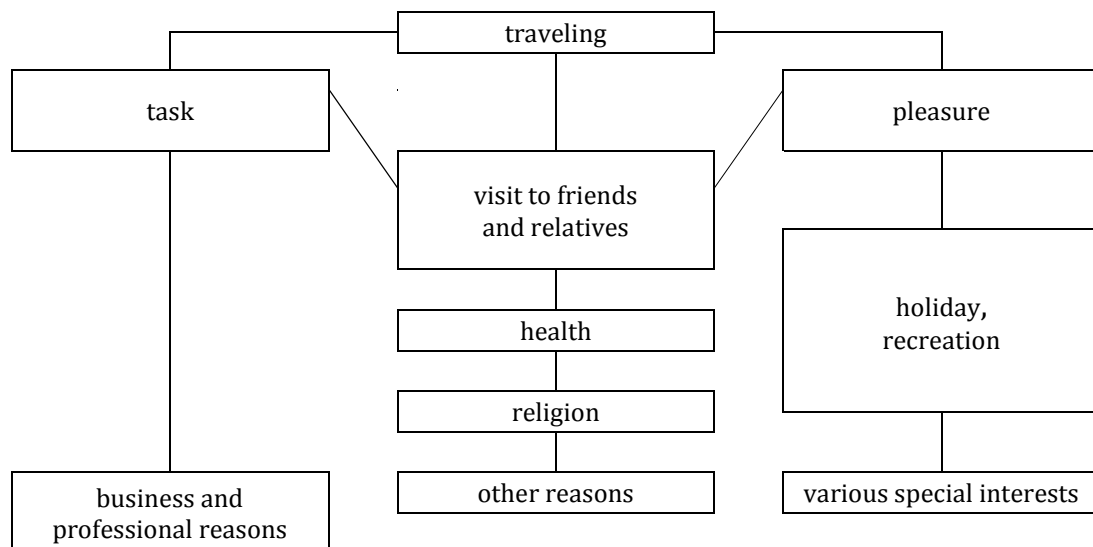 traveling
task
pleasure
visit to friends
and relatives
holiday,
recreation
health
religion
business and
professional reasons
other reasons
various special interests